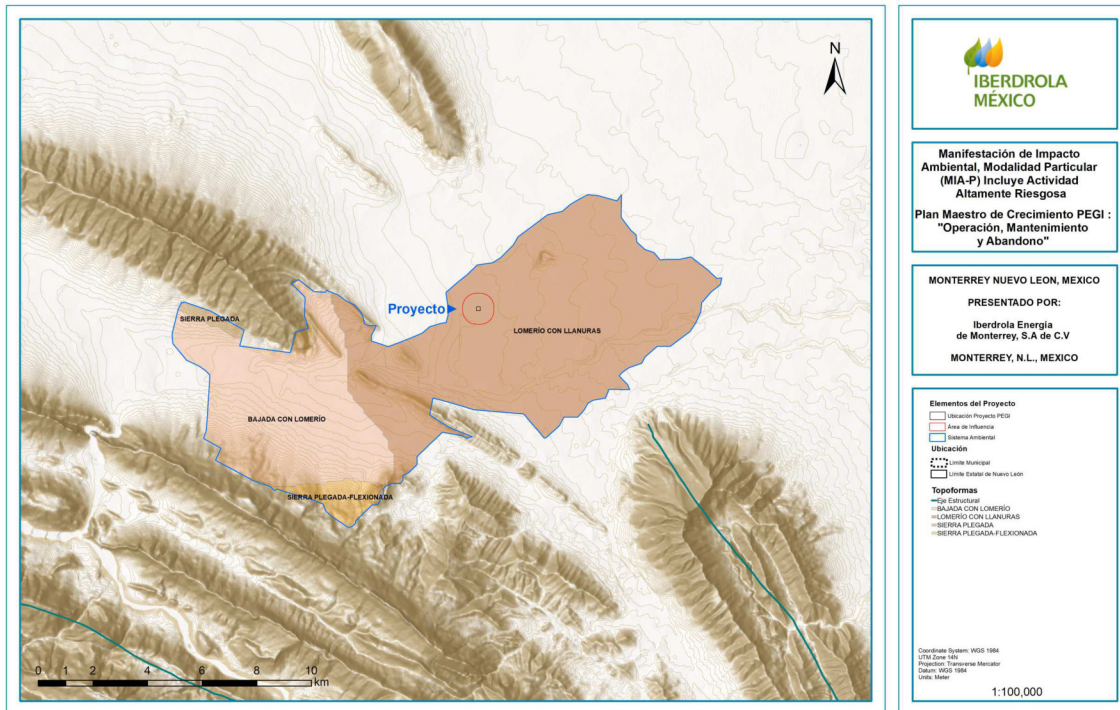 N
SIERRA PLEGADA
Proyecto
LOMERÍO CON LLANURAS
BAJADA CON LOMERÍO
SIERRA PLEGADA-FLEXIONADA
0 1 2 4 6 8 10
km
IBERDROLA
MÉXICO
Manifestación de Impacto
Ambiental, Modalidad Particular
(MIA-P) Incluye Actividad
Altamente Riesgosa
Plan Maestro de Crecimiento PEGI :
"Operación, Mantenimiento
y Abandono"
MONTERREY NUEVO LEON, MEXICO
PRESENTADO POR:
Iberdrola Energía
de Monterrey, S.A de C.V
MONTERREY, N.L., MEXICO
Elementos del Proyecto
Ubicación Proyecto PEGI
Área de Influencia
Sistema Ambiental
Ubicación
Límite Municipal
Límite Estatal de Nuevo León
Topoformas
Eje Estructural
BAJADA CON LOMERÍO
LOMERÍO CON LLANURAS
SIERRA PLEGADA
SIERRA PLEGADA-FLEXIONADA
Coordinate System: WGS 1984
UTM Zone 14N
Projection: Transverse Mercator
Datum: WGS 1984
Units: Meter
1:100,000